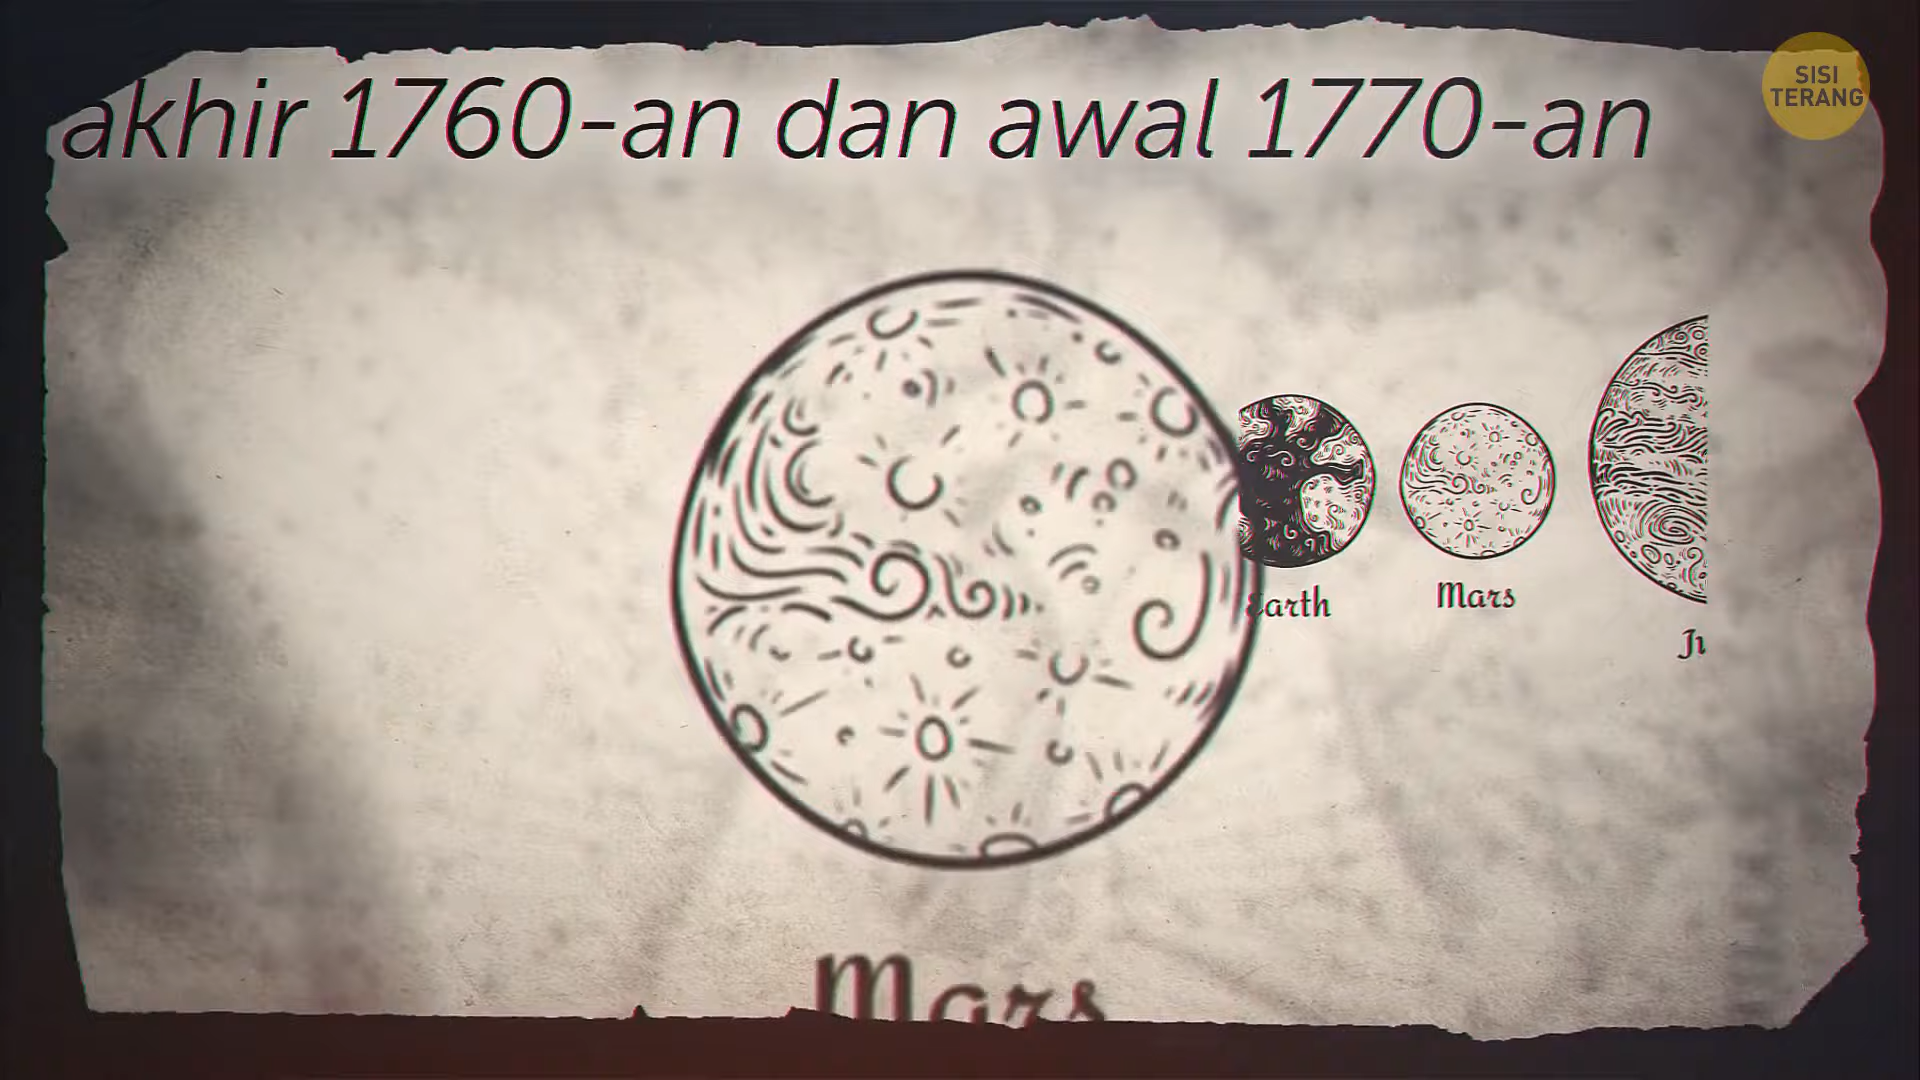 akhir 1760-an dan awal 1770-an
SISI
TERANG
Earth
Mars
Mars